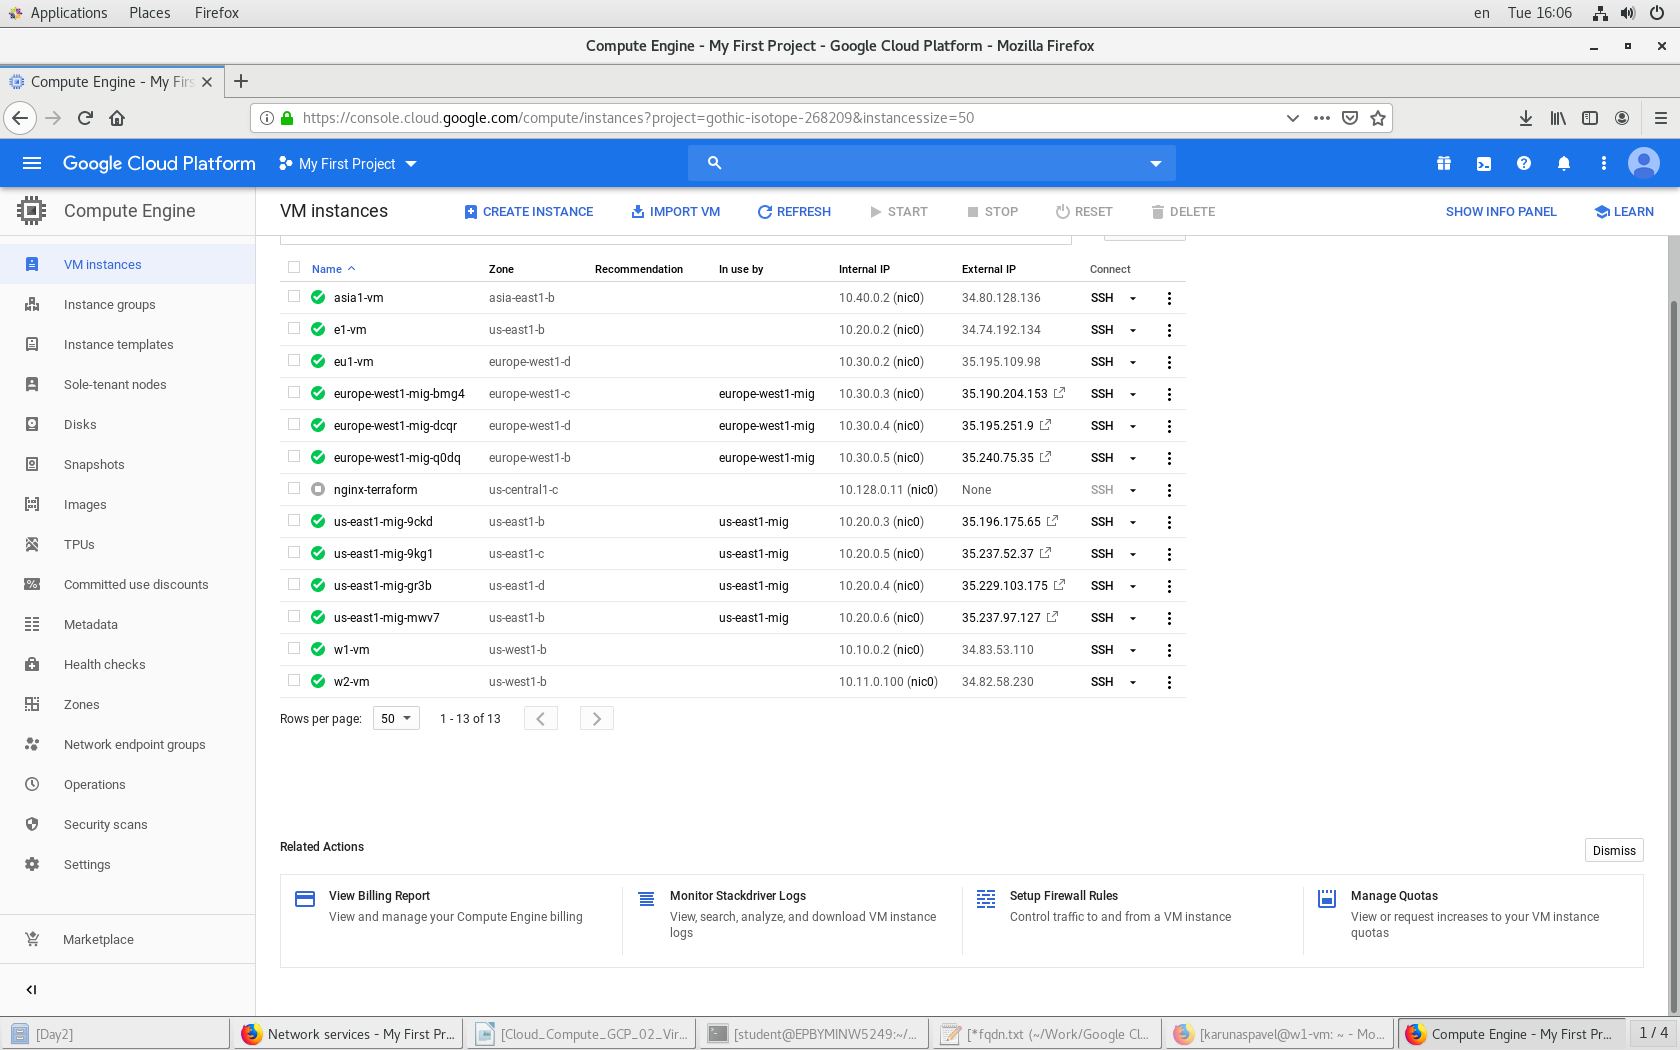 Applications Places Firefox en Tue 16:06
Compute Engine - My First Project - Google Cloud Platform - Mozilla Firefox
Compute Engine - My Firs
https://console.cloud.google.com/compute/instances?project=gothic-isotope-268209&instancessize=50
Google Cloud Platform My First Project
Compute Engine
VM instances CREATE INSTANCE IMPORT VM REFRESH START STOP RESET DELETE SHOW INFO PANEL LEARN
VM instances
Instance groups
Instance templates
Sole-tenant nodes
Disks
Snapshots
Images
TPUs
Committed use discounts
Metadata
Health checks
Zones
Network endpoint groups
Operations
Security scans
Settings
Marketplace
Name Zone Recommendation In use by Internal IP External IP Connect
asia1-vm asia-east1-b 10.40.0.2 (nic0) 34.80.128.136 SSH
e1-vm us-east1-b 10.20.0.2 (nic0) 34.74.192.134 SSH
eu1-vm europe-west1-d 10.30.0.2 (nic0) 35.195.109.98 SSH
europe-west1-mig-bmg4 europe-west1-c europe-west1-mig 10.30.0.3 (nic0) 35.190.204.153 SSH
europe-west1-mig-dcqr europe-west1-d europe-west1-mig 10.30.0.4 (nic0) 35.195.251.9 SSH
europe-west1-mig-q0dq europe-west1-b europe-west1-mig 10.30.0.5 (nic0) 35.240.75.35 SSH
nginx-terraform us-central1-c 10.128.0.11 (nic0) None SSH
us-east1-mig-9ckd us-east1-b us-east1-mig 10.20.0.3 (nic0) 35.196.175.65 SSH
us-east1-mig-9kg1 us-east1-c us-east1-mig 10.20.0.5 (nic0) 35.237.52.37 SSH
us-east1-mig-gr3b us-east1-d us-east1-mig 10.20.0.4 (nic0) 35.229.103.175 SSH
us-east1-mig-mwv7 us-east1-b us-east1-mig 10.20.0.6 (nic0) 35.237.97.127 SSH
w1-vm us-west1-b 10.10.0.2 (nic0) 34.83.53.110 SSH
w2-vm us-west1-b 10.11.0.100 (nic0) 34.82.58.230 SSH
Rows per page: 50 1 - 13 of 13
Related Actions Dismiss
View Billing Report
View and manage your Compute Engine billing
Monitor Stackdriver Logs
View, search, analyze, and download VM instance
logs
Setup Firewall Rules
Control traffic to and from a VM instance
Manage Quotas
View or request increases to your VM instance
quotas
[Day2] Network services - My First Pr... [Cloud_Compute_GCP_02_Vir... [student@EPBYMINW5249:~/... [*fqdn.txt (~/Work/Google Cl... [karunaspavel@w1-vm: ~ - Mo... Compute Engine - My First Pr... 1 / 4